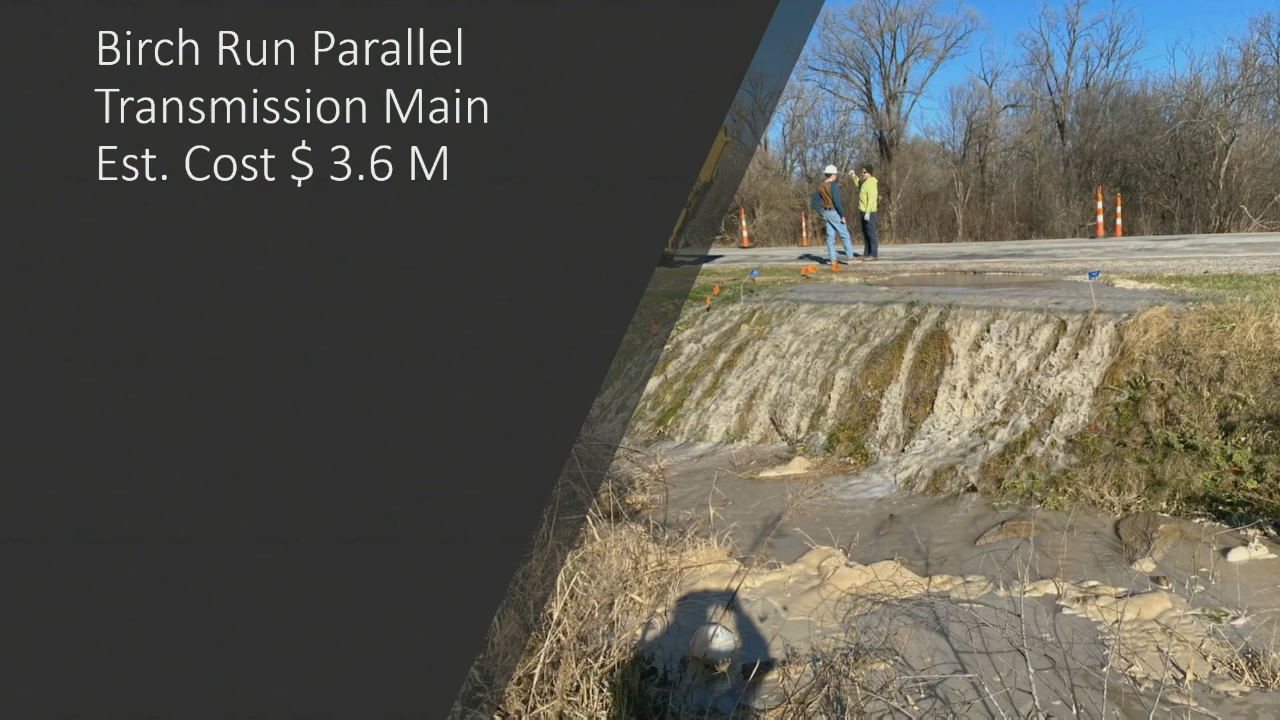 Birch Run Parallel
Transmission Main
Est. Cost $ 3.6 M